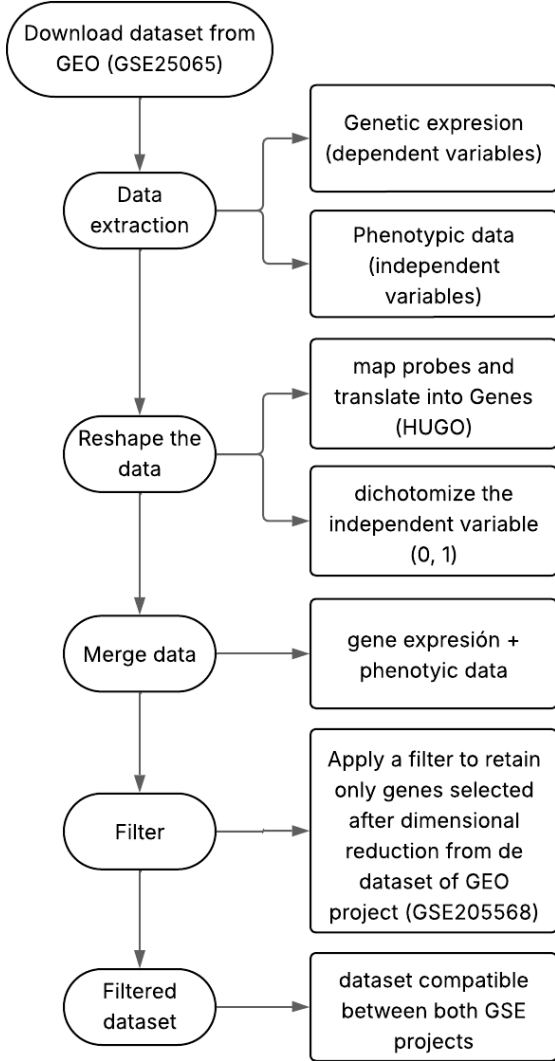 Download dataset from
GEO (GSE25065)
Genetic expresion
(dependent variables)
Data
extraction
Phenotypic data
(independent
variables)
map probes and
translate into Genes
(HUGO)
Reshape the
data
dichotomize the
independent variable
(0, 1)
Merge data
gene expresión +
phenotyic data
Apply a filter to retain
only genes selected
after dimensional
reduction from de
dataset of GEO
project (GSE205568)
Filter
Filtered
dataset
dataset compatible
between both GSE
projects